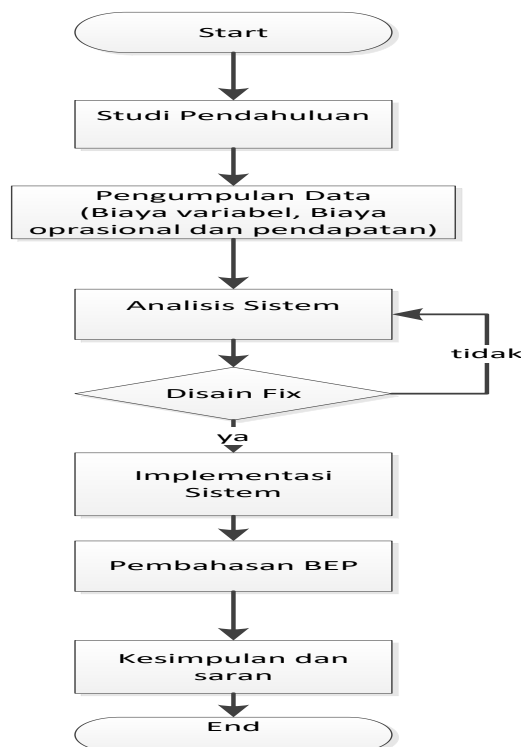 Start
Studi Pendahuluan
Pengumpulan Data
(Biaya variabel, Biaya
oprasional dan pendapatan)
Analisis Sistem
tidak
Disain Fix
ya
Implementasi
Sistem
Pembahasan BEP
Kesimpulan dan
saran
End